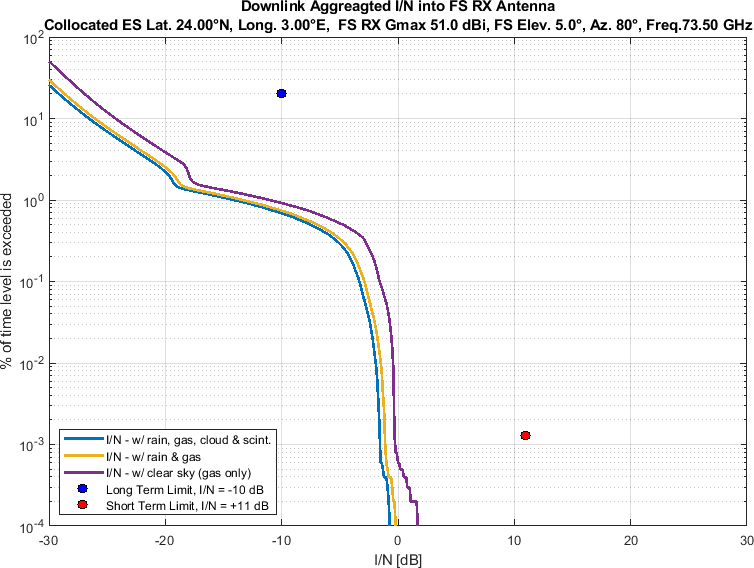 Downlink Aggreagted I/N into FS RX Antenna
Collocated ES Lat. 24.00°N, Long. 3.00°E,  FS RX Gmax 51.0 dBi, FS Elev. 5.0°, Az. 80°, Freq.73.50 GHz
10^2
10^1
10^0
10^-1
10^-2
10^-3
10^-4
% of time level is exceeded
I/N - w/ rain, gas, cloud & scint.
I/N - w/ rain & gas
I/N - w/ clear sky (gas only)
Long Term Limit, I/N = -10 dB
Short Term Limit, I/N = +11 dB
-30 -20 -10 0 10 20 30
I/N [dB]